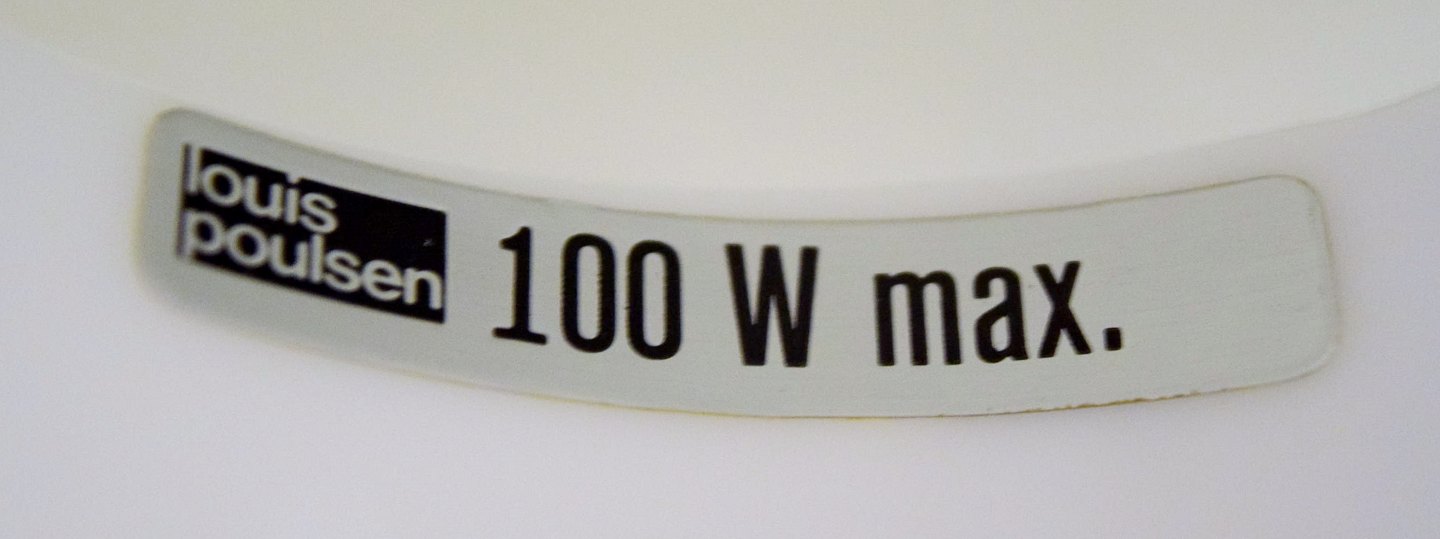 louis
poulsen
100 W max.